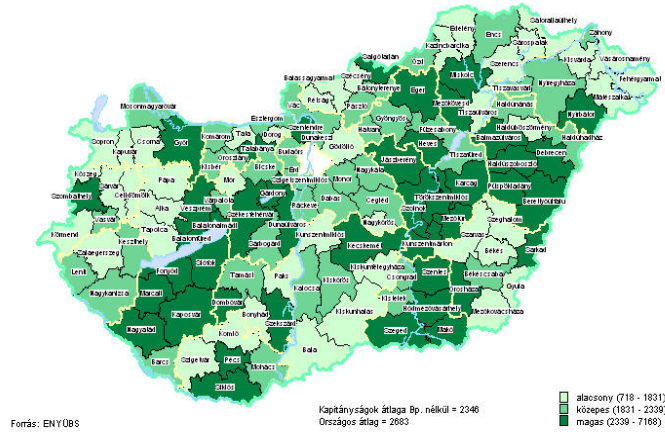 Sátoraljaújhely
Edelény
Encs
Záhony
Kazincbarcika
Sárospatak
Kisvárda
Vásárosnamény
Salgótarján
Ózd
Miskolc
Szerencs
Fehérgyarmat
Balassagyarmat
Szécsény
Bátonyterenye
Eger
Mezőkövesd
Tiszavasvári
Nyíregyháza
Mátészalka
Nyírbátor
Mosonmagyaróvár
Esztergom
Vác
Rétság
Pásztó
Gyöngyös
Tiszaújváros
Hajdúnánás
Hajdúböszörmény
Sopron
Csorna
Győr
Komárom
Tata
Dorog
Szentendre
Dunakeszi
Hatvan
Füzesabony
Balmazújváros
Hajdúhadház
Kapuvár
Tatabánya
Oroszlány
Budaörs
Gödöllő
Heves
Tiszafüred
Debrecen
Kőszeg
Kisbér
Bicske
Érd
Jászberény
Hajdúszoboszló
Szombathely
Sárvár
Celldömölk
Pápa
Mór
Szigetszentmiklós
Monor
Nagykáta
Karcag
Püspökladány
Vasvár
Ajka
Várpalota
Gárdony
Veszprém
Székesfehérvár
Ráckeve
Dabas
Cegléd
Szolnok
Törökszentmiklós
Berettyóújfalu
Körmend
Tapolca
Balatonalmádi
Dunaújváros
Nagykőrös
Mezőtúr
Szeghalom
Zalaegerszeg
Keszthely
Balatonfüred
Sárbogárd
Kunszentmiklós
Kecskemét
Kunszentmárton
Szarvas
Lenti
Fonyód
Siófok
Tamási
Paks
Kiskunfélegyháza
Csongrád
Szentes
Békés
Sarkad
Nagykanizsa
Marcali
Kalocsa
Kiskőrös
Kistelek
Orosháza
Békéscsaba
Gyula
Kaposvár
Dombóvár
Bonyhád
Szekszárd
Kiskunhalas
Hódmezővásárhely
Mezőkovácsháza
Nagyatád
Komló
Szeged
Makó
Barcs
Szigetvár
Pécs
Mohács
Baja
Siklós
alacsony (718 - 1831)
közepes (1831 - 2339)
magas (2339 - 7168)
Kapitányságok átlaga Bp. nélkül = 2346
Országos átlag = 2683
Forrás: ENYÜBS